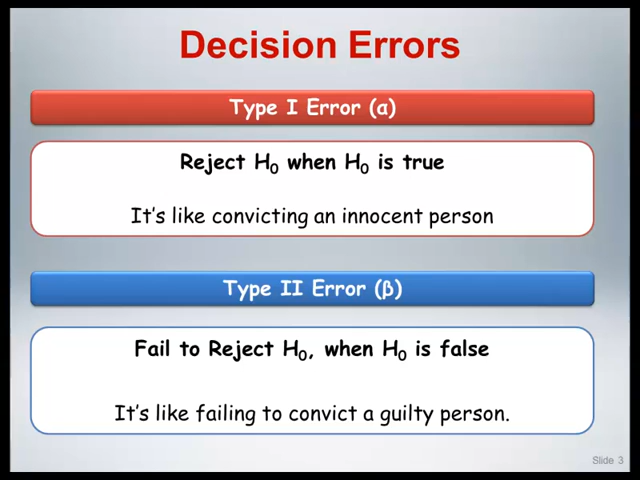 Decision Errors
Type I Error (α)
Reject H₀ when H₀ is true
It's like convicting an innocent person
Type II Error (β)
Fail to Reject H₀, when H₀ is false
It's like failing to convict a guilty person.
Slide 3